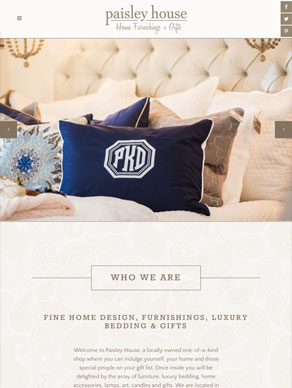 paisley house
Home Furnishings + Gifts
PKD
WHO WE ARE
FINE HOME DESIGN, FURNISHINGS, LUXURY
BEDDING & GIFTS
Welcome to Paisley House, a locally owned one-of-a-kind
shop where you can indulge yourself, your home and those
special people on your gift list. Once inside you will be
delighted by the array of furniture, luxury bedding, home
accessories, lamps, art, candles and gifts. We are located in